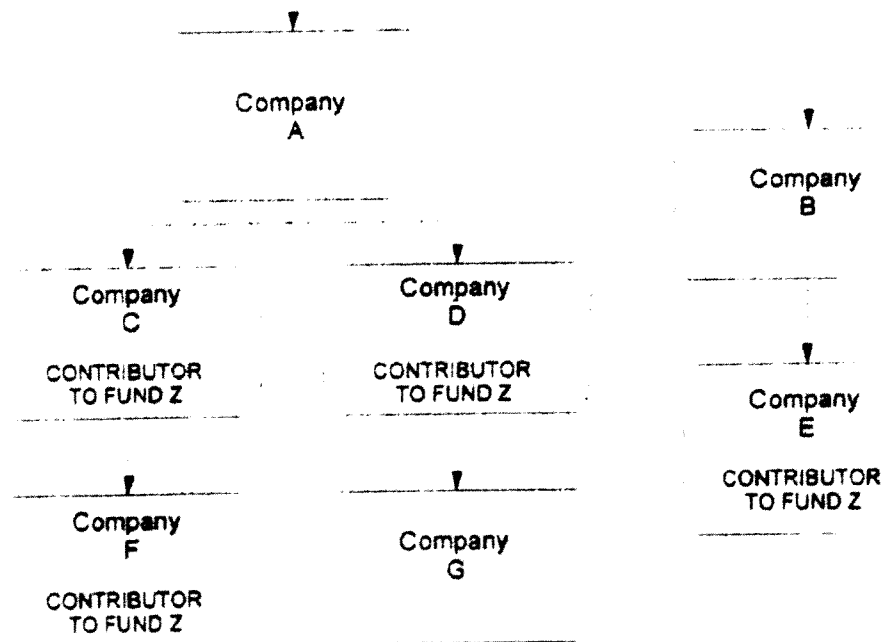 Company
A
Company
B
Company
C
CONTRIBUTOR
TO FUND Z
Company
D
CONTRIBUTOR
TO FUND Z
Company
E
CONTRIBUTOR
TO FUND Z
Company
F
CONTRIBUTOR
TO FUND Z
Company
G